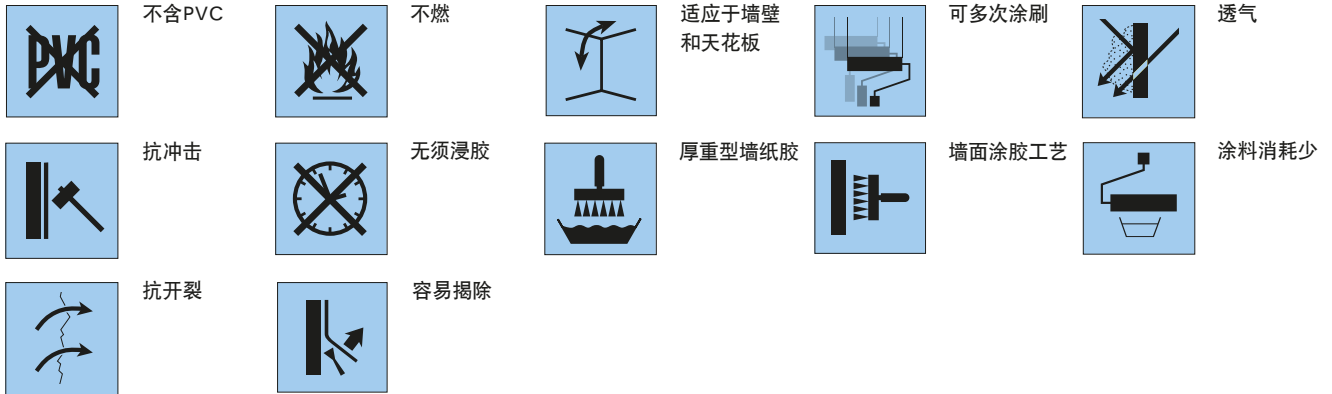 PVC
不含PVC
不燃
适应于墙壁
和天花板
可多次涂刷
透气
抗冲击
无须浸胶
厚重型墙纸胶
墙面涂胶工艺
涂料消耗少
抗开裂
容易揭除